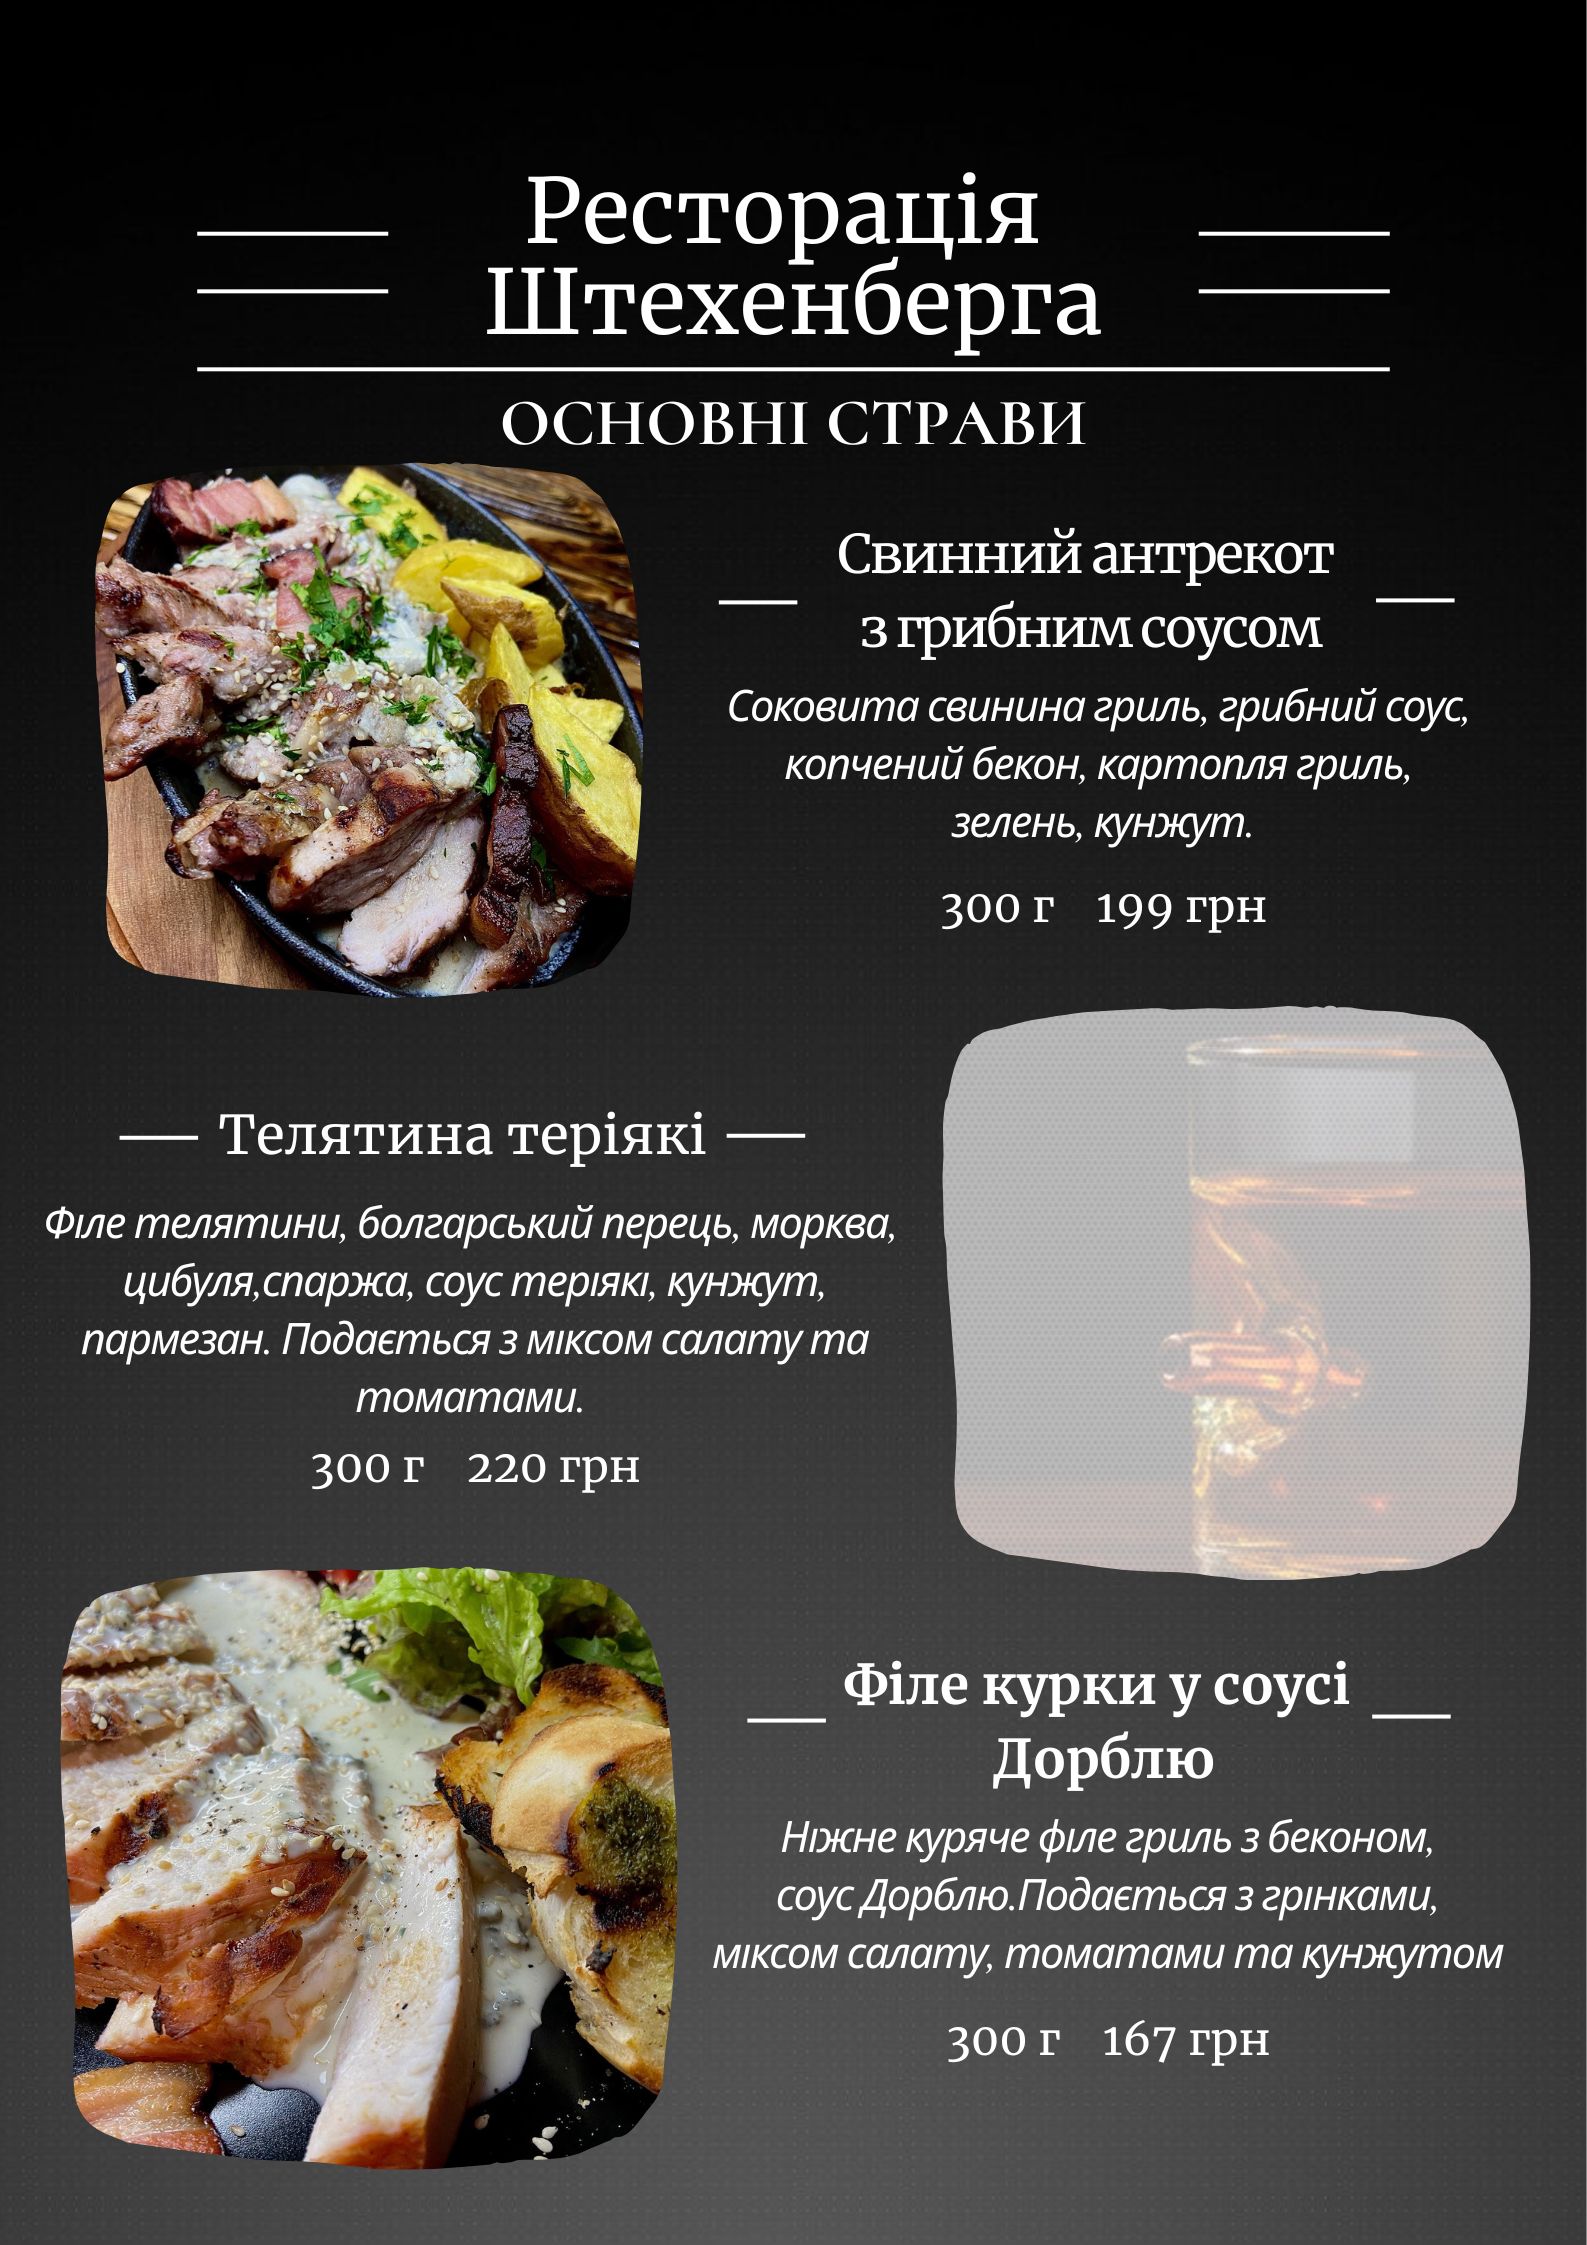 Ресторація
Штехенберга
ОСНОВНІ СТРАВИ
Свинний антрекот
з грибним соусом
Соковита свинина гриль, грибний соус,
копчений бекон, картопля гриль,
зелень, кунжут.
300 г 199 грн
Телятина теріякі
Філе телятини, болгарський перець, морква,
цибуля,спаржа, соус теріякі, кунжут,
пармезан. Подається з міксом салату та
томатами.
300 г 220 грн
Філе курки у соусі
Дорблю
Ніжне куряче філе гриль з беконом,
соус Дорблю.Подається з грінками,
міксом салату, томатами та кунжутом
300 г 167 грн